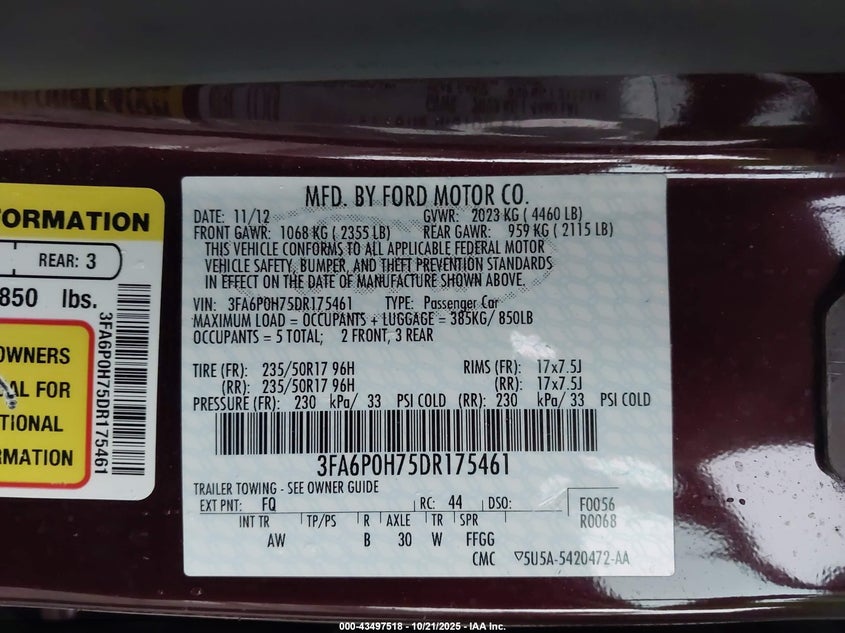 FORMATION
REAR: 3
850 lbs.
OWNERS
AL FOR
TIONAL
RMATION
3FA6P0H75DR175461
MFD. BY FORD MOTOR CO.
DATE: 11/12 GVWR: 2023 KG ( 4460 LB)
FRONT GAWR: 1068 KG ( 2355 LB) REAR GAWR: 959 KG ( 2115 LB)
THIS VEHICLE CONFORMS TO ALL APPLICABLE FEDERAL MOTOR
VEHICLE SAFETY, BUMPER, AND THEFT PREVENTION STANDARDS
IN EFFECT ON THE DATE OF MANUFACTURE SHOWN ABOVE.
VIN: 3FA6P0H75DR175461 TYPE: Passenger Car
MAXIMUM LOAD = OCCUPANTS + LUGGAGE = 385KG/ 850LB
OCCUPANTS = 5 TOTAL; 2 FRONT, 3 REAR
TIRE (FR): 235/50R17 96H RIMS (FR): 17x7.5J
(RR): 235/50R17 96H (RR): 17x7.5J
PRESSURE (FR): 230 kPa/ 33 PSI COLD (RR): 230 kPa/ 33 PSI COLD
3FA6P0H75DR175461
TRAILER TOWING - SEE OWNER GUIDE
EXT PNT: FQ RC: 44 DSO: F0056
INT TR TP/PS R AXLE TR SPR R0068
AW B 30 W FFGG
CMC ▽5U5A-5420472-AA
000-43497518 - 10/21/2025 - IAA Inc.